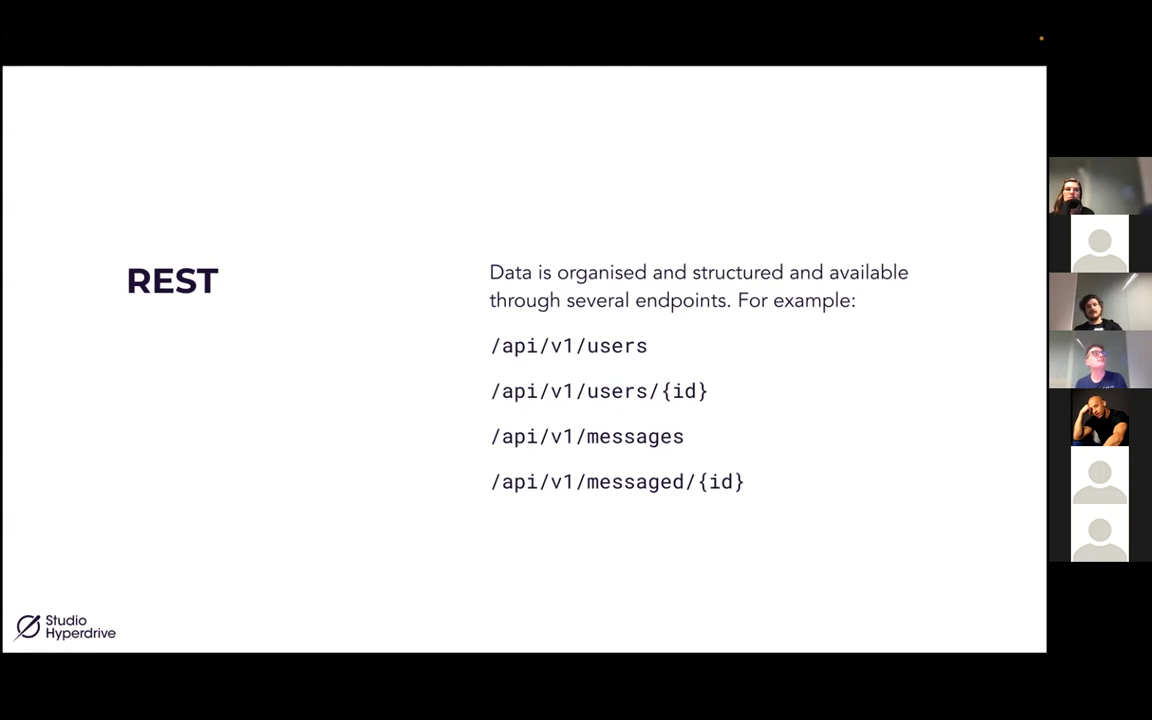 REST
Data is organised and structured and available
through several endpoints. For example:
/api/v1/users
/api/v1/users/{id}
/api/v1/messages
/api/v1/messaged/{id}
Studio
Hyperdrive